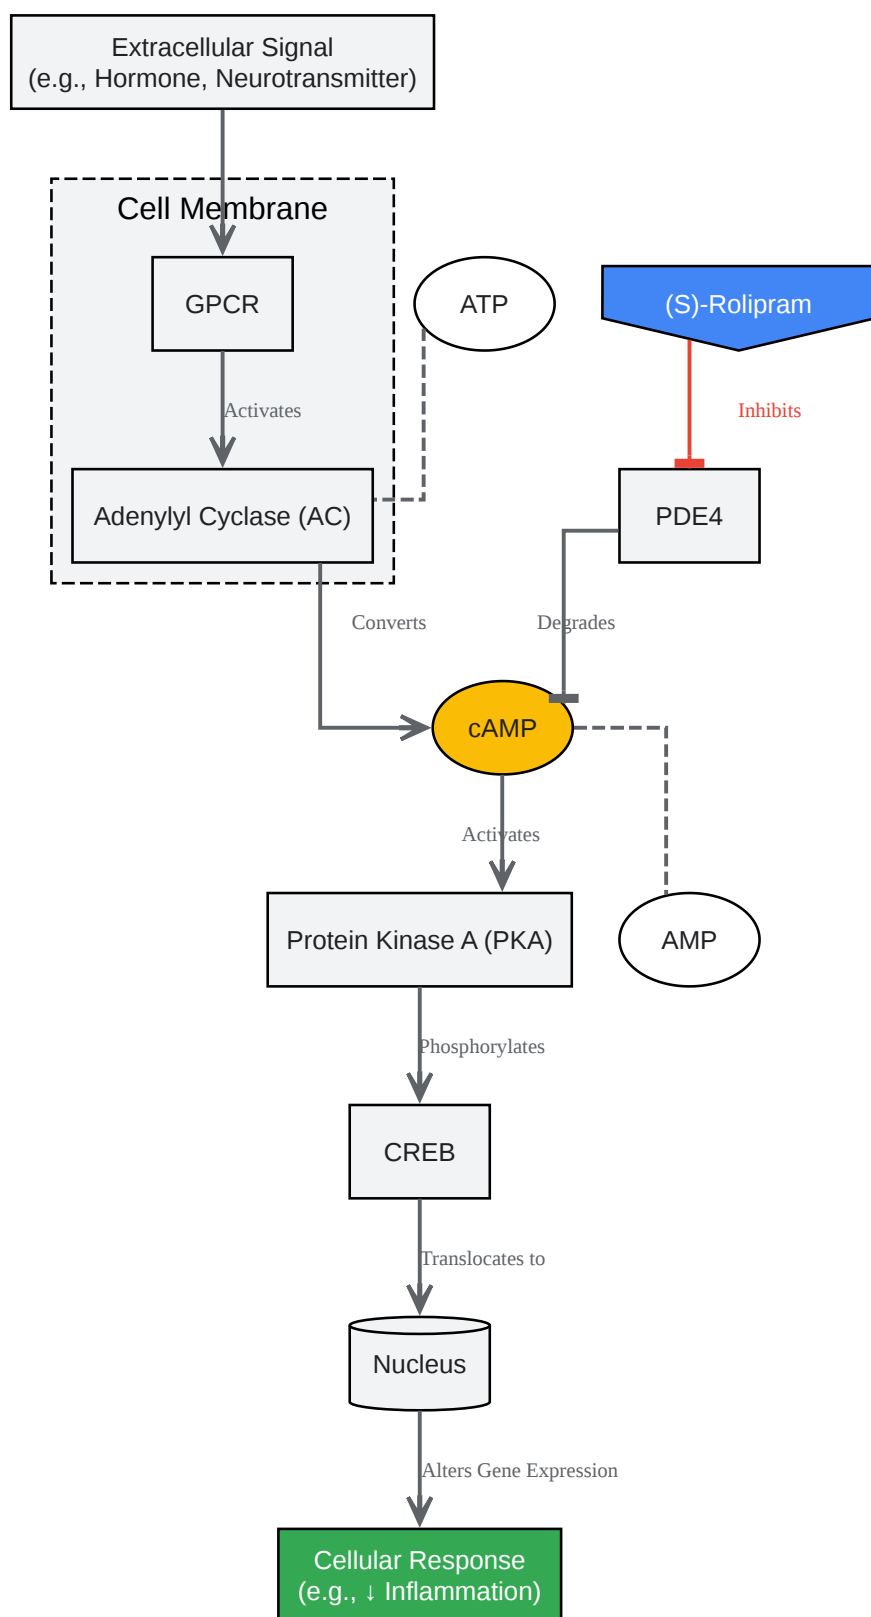 Extracellular Signal
(e.g., Hormone, Neurotransmitter)
Cell Membrane
GPCR
ATP
(S)-Rolipram
Activates
Inhibits
Adenylyl Cyclase (AC)
PDE4
Converts
Degrades
cAMP
Activates
Protein Kinase A (PKA)
AMP
Phosphorylates
CREB
Translocates to
Nucleus
Alters Gene Expression
Cellular Response
(e.g., ↓ Inflammation)